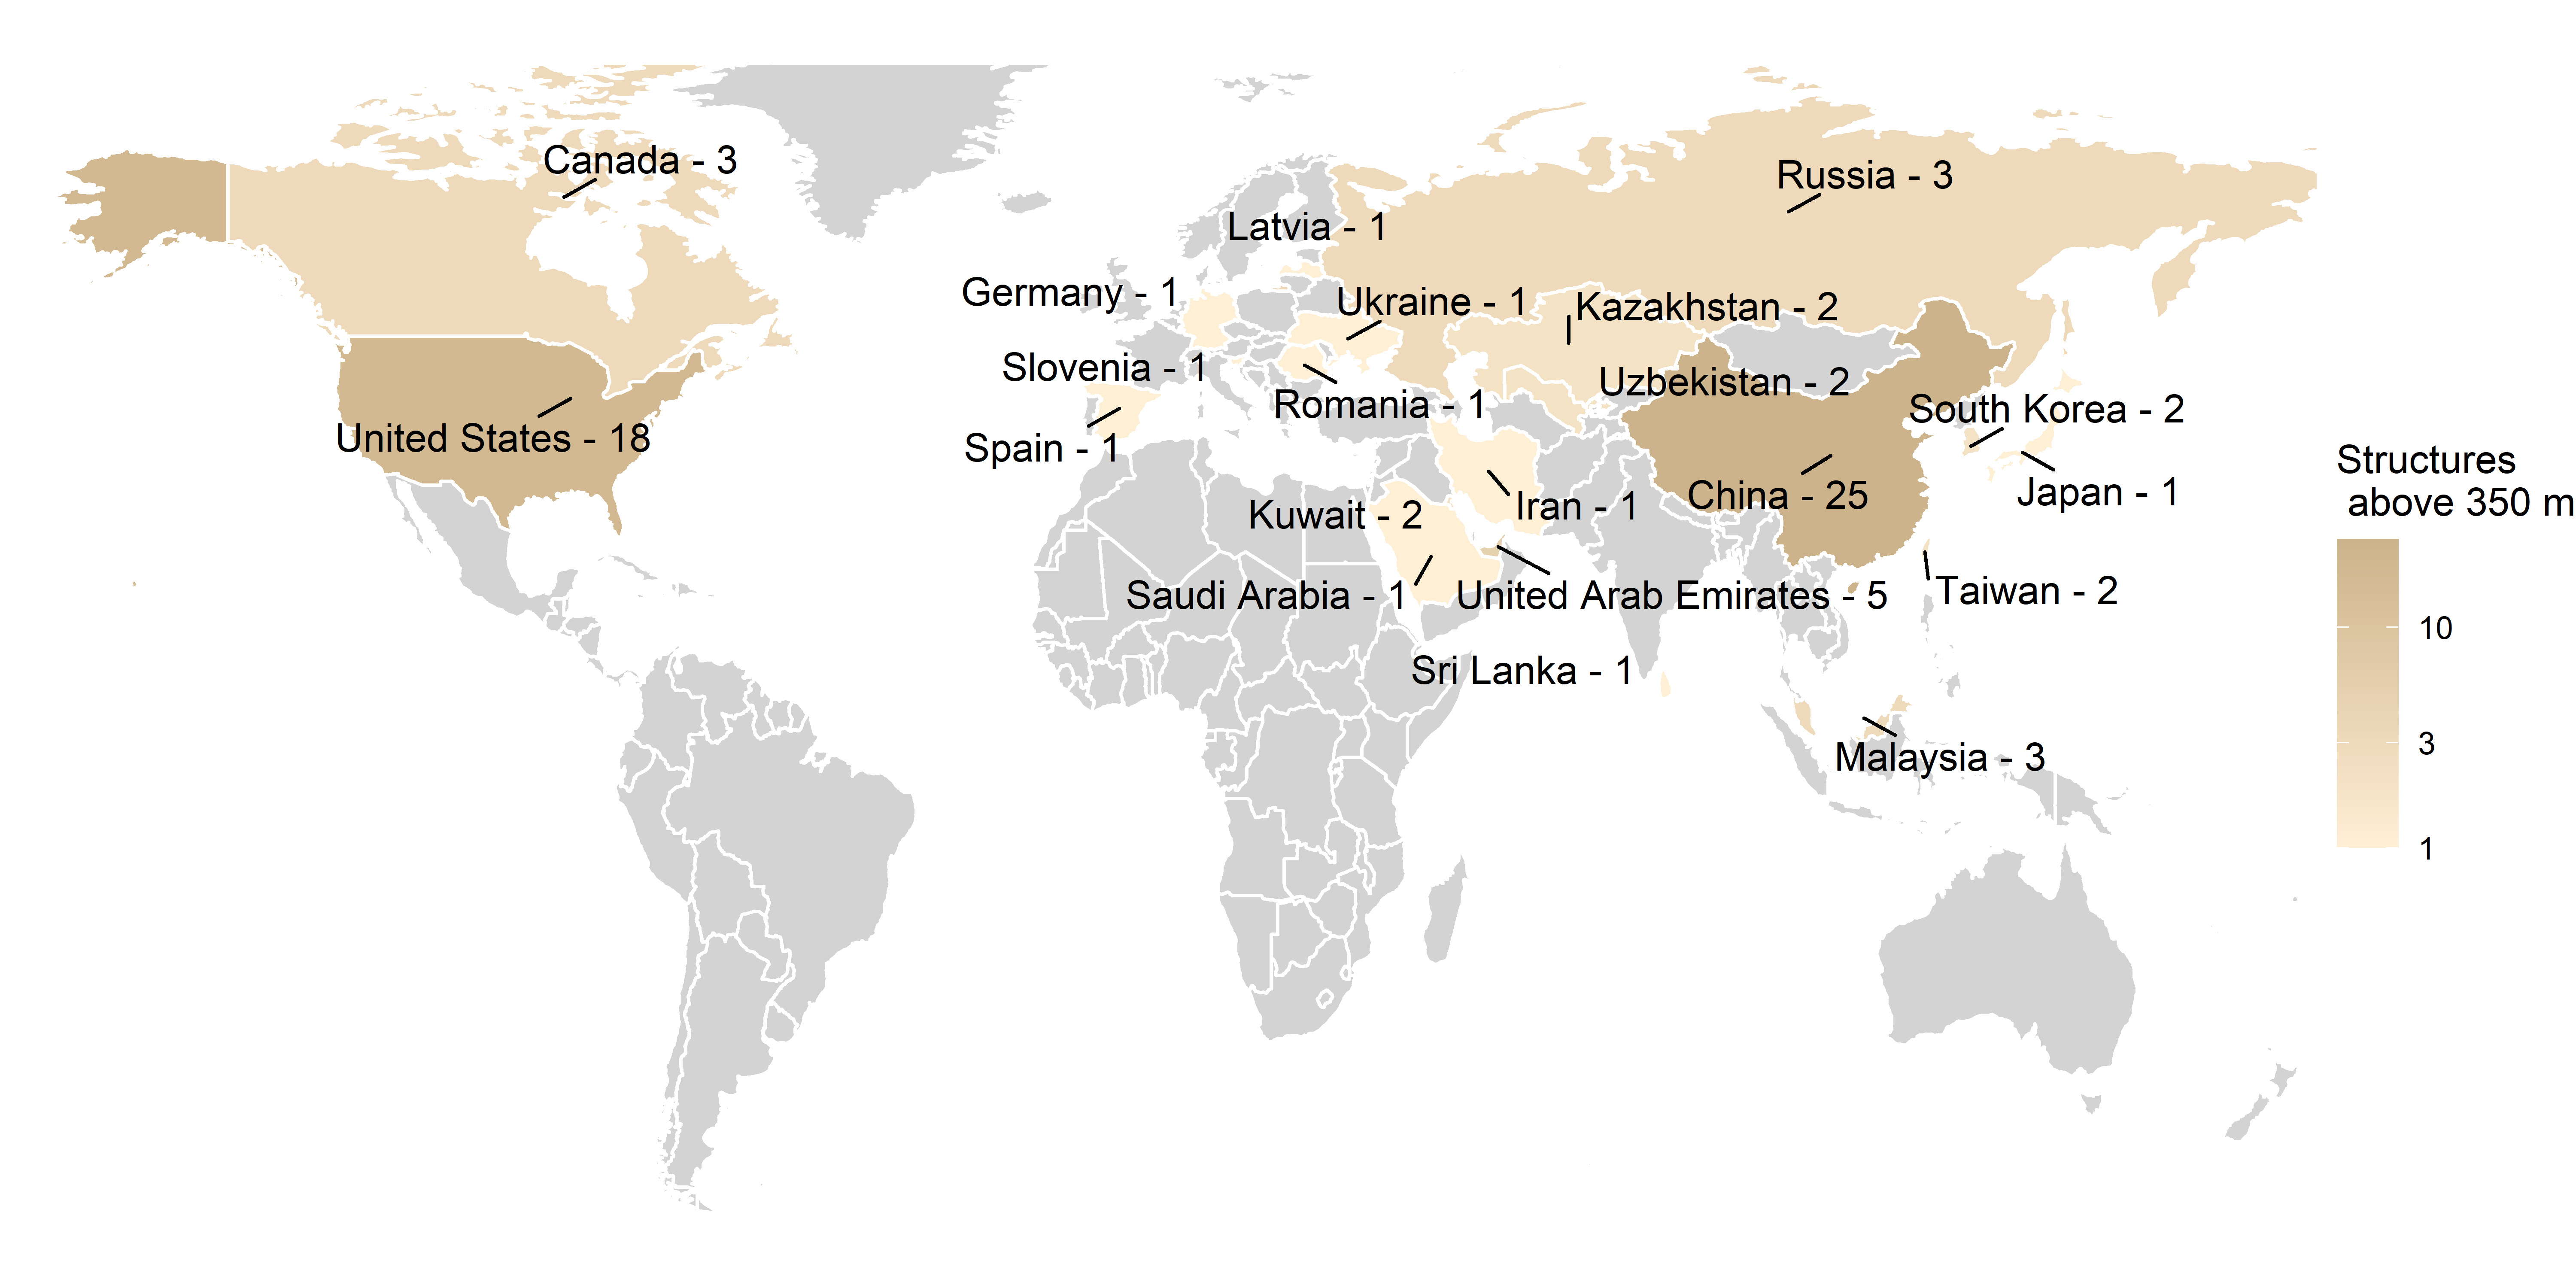 Canada - 3
Russia - 3
Latvia - 1
Germany - 1
Ukraine - 1
Kazakhstan - 2
Slovenia - 1
Uzbekistan - 2
Romania - 1
South Korea - 2
United States - 18
Spain - 1
China - 25
Japan - 1
Iran - 1
Kuwait - 2
Saudi Arabia - 1
United Arab Emirates - 5
Taiwan - 2
Sri Lanka - 1
Malaysia - 3
Structures
above 350 m
10
3
1